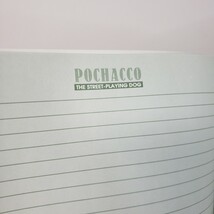 POCHACCO
THE STREET-PLAYING DOG